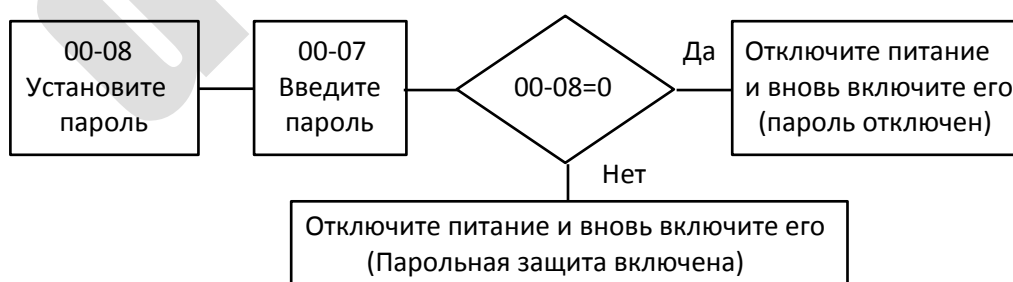 00-08
Установите
пароль
00-07
Введите
пароль
00-08=0
Да
Отключите питание
и вновь включите его
(пароль отключен)
Нет
Отключите питание и вновь включите его
(Парольная защита включена)